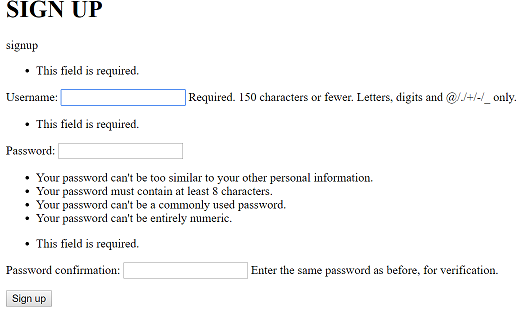 SIGN UP
signup
• This field is required.
Username: Required. 150 characters or fewer. Letters, digits and @/./+/-/_ only.
• This field is required.
Password:
• Your password can't be too similar to your other personal information.
• Your password must contain at least 8 characters.
• Your password can't be a commonly used password.
• Your password can't be entirely numeric.
• This field is required.
Password confirmation: Enter the same password as before, for verification.
Sign up